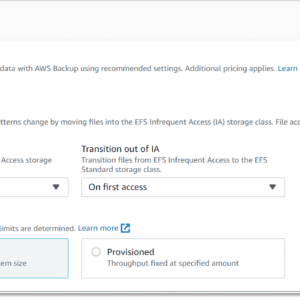 data with AWS Backup using recommended settings. Additional pricing applies. Learn
tterns change by moving files into the EFS Infrequent Access (IA) storage class. File acc
Transition out of IA
Access storage
Transition files from EFS Infrequent Access to the EFS
Standard storage class.
On first access
limits are determined. Learn more
Provisioned
em size
Throughput fixed at specified amount